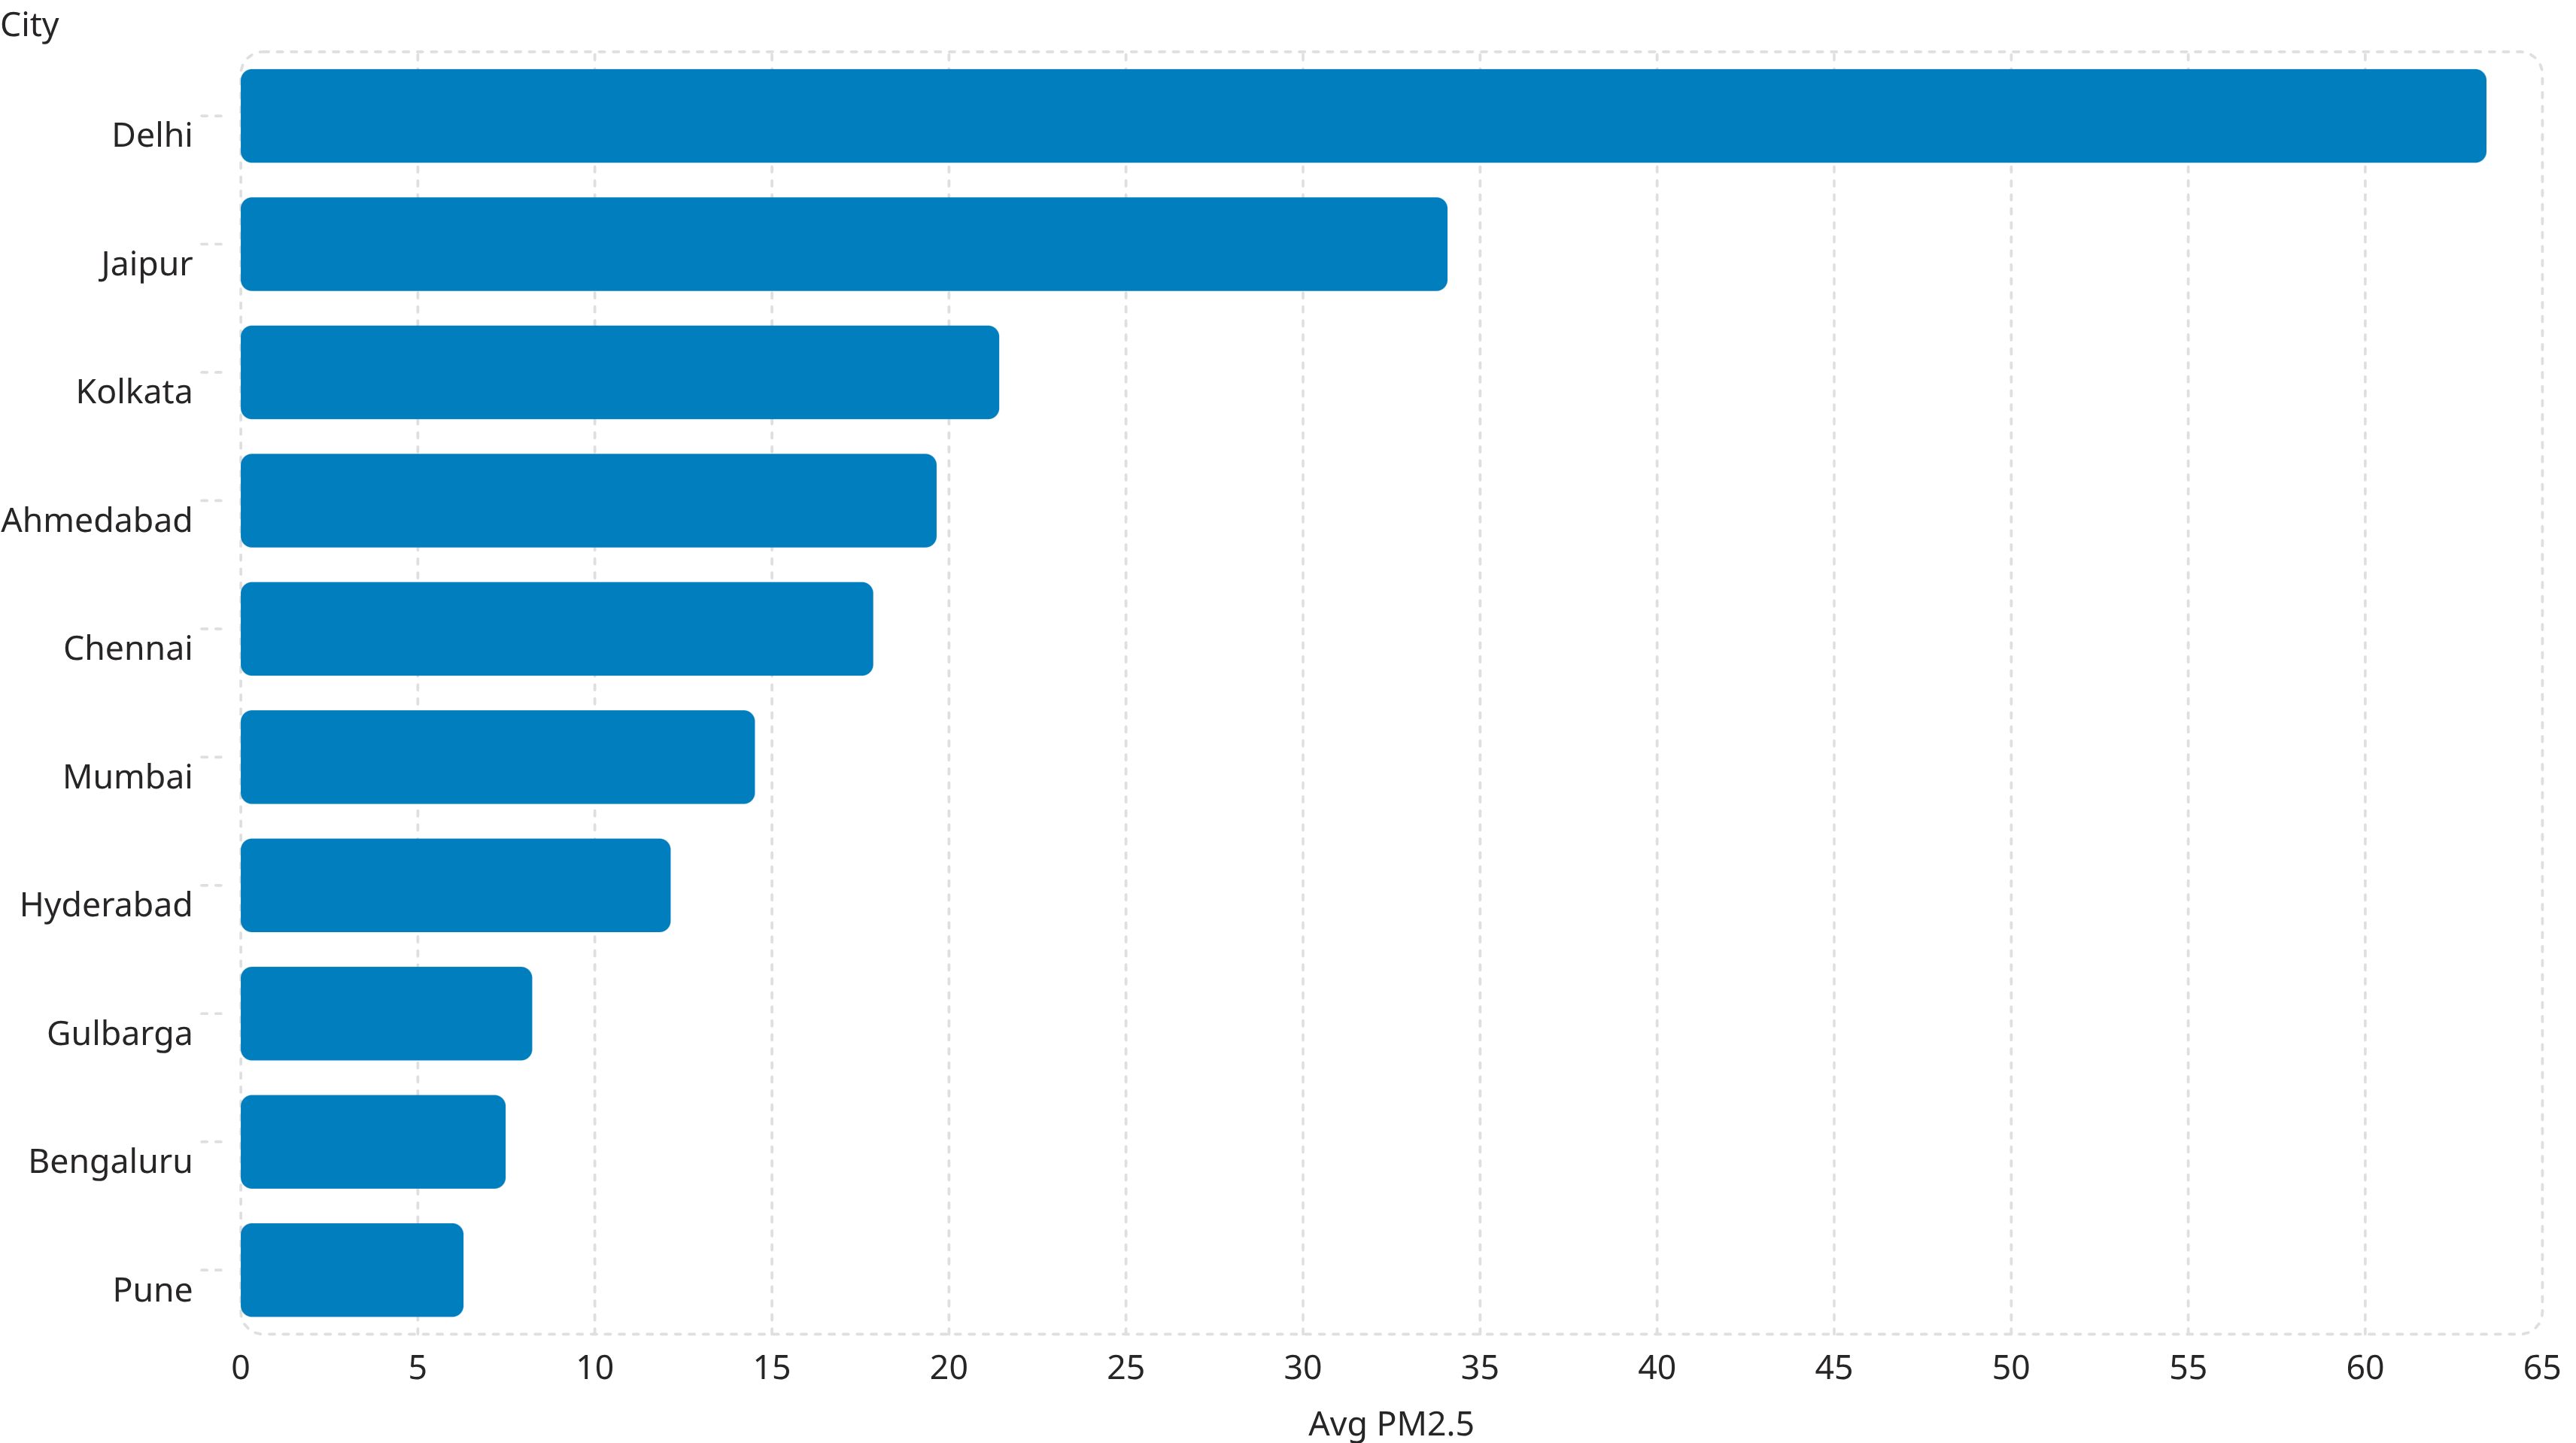 City
Delhi
Jaipur
Kolkata
Ahmedabad
Chennai
Mumbai
Hyderabad
Gulbarga
Bengaluru
Pune
0 5 10 15 20 25 30 35 40 45 50 55 60 65
Avg PM2.5